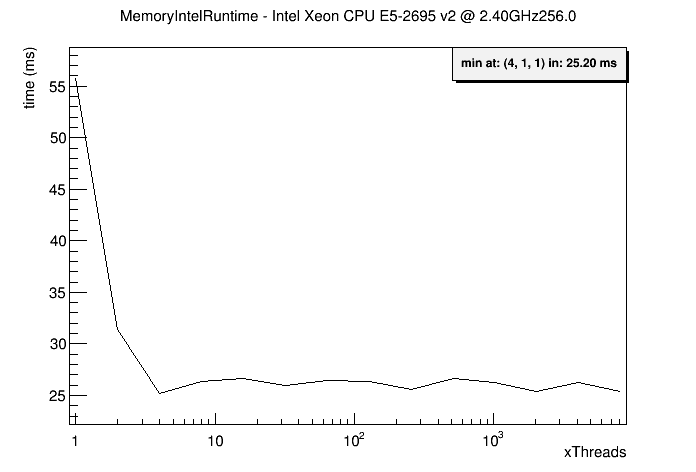 MemoryIntelRuntime - Intel Xeon CPU E5-2695 v2 @ 2.40GHz256.0
time (ms)
min at: (4, 1, 1) in: 25.20 ms
55
50
45
40
35
30
25
1 10 10² 10³
xThreads